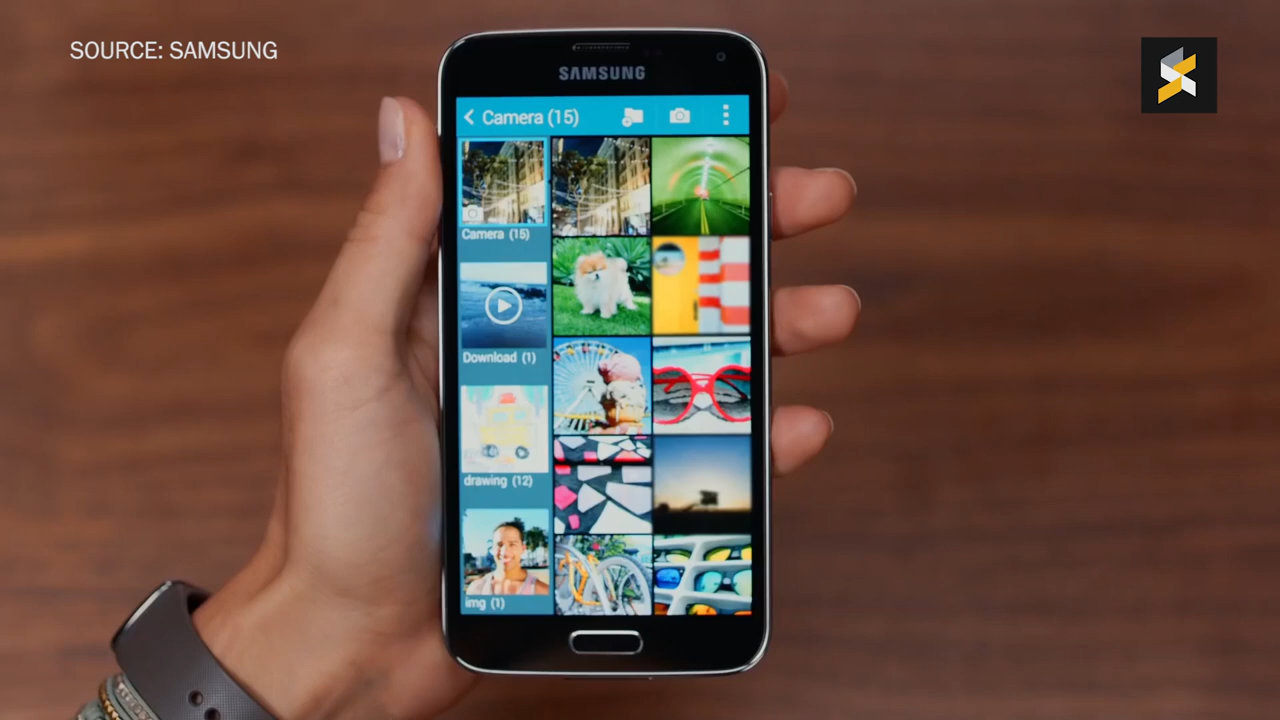 SOURCE: SAMSUNG
SAMSUNG
Camera (15)
Camera (15)
Download (1)
drawing (12)
img (1)